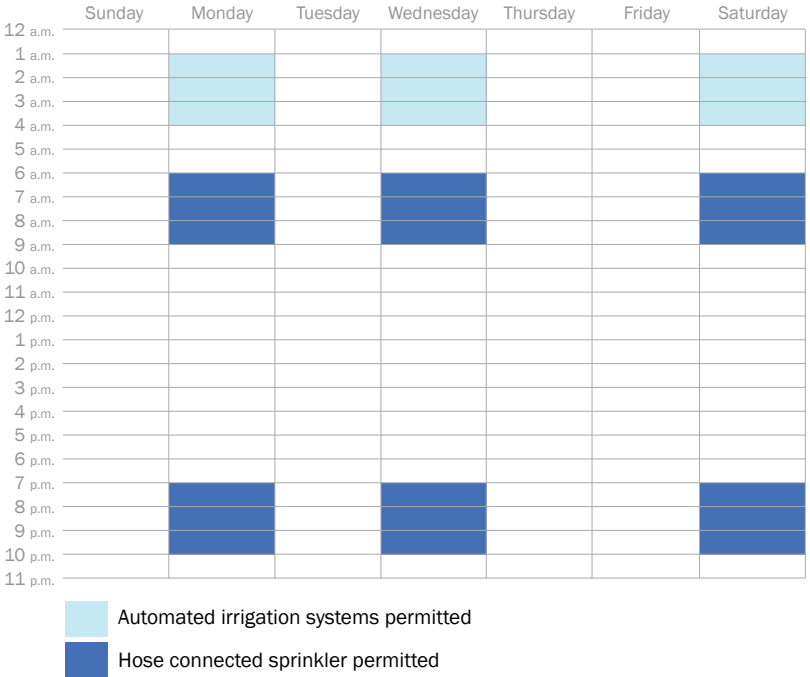 Sunday Monday Tuesday Wednesday Thursday Friday Saturday
12 a.m.
1 a.m.
2 a.m.
3 a.m.
4 a.m.
5 a.m.
6 a.m.
7 a.m.
8 a.m.
9 a.m.
10 a.m.
11 a.m.
12 p.m.
1 p.m.
2 p.m.
3 p.m.
4 p.m.
5 p.m.
6 p.m.
7 p.m.
8 p.m.
9 p.m.
10 p.m.
11 p.m.
Automated irrigation systems permitted
Hose connected sprinkler permitted